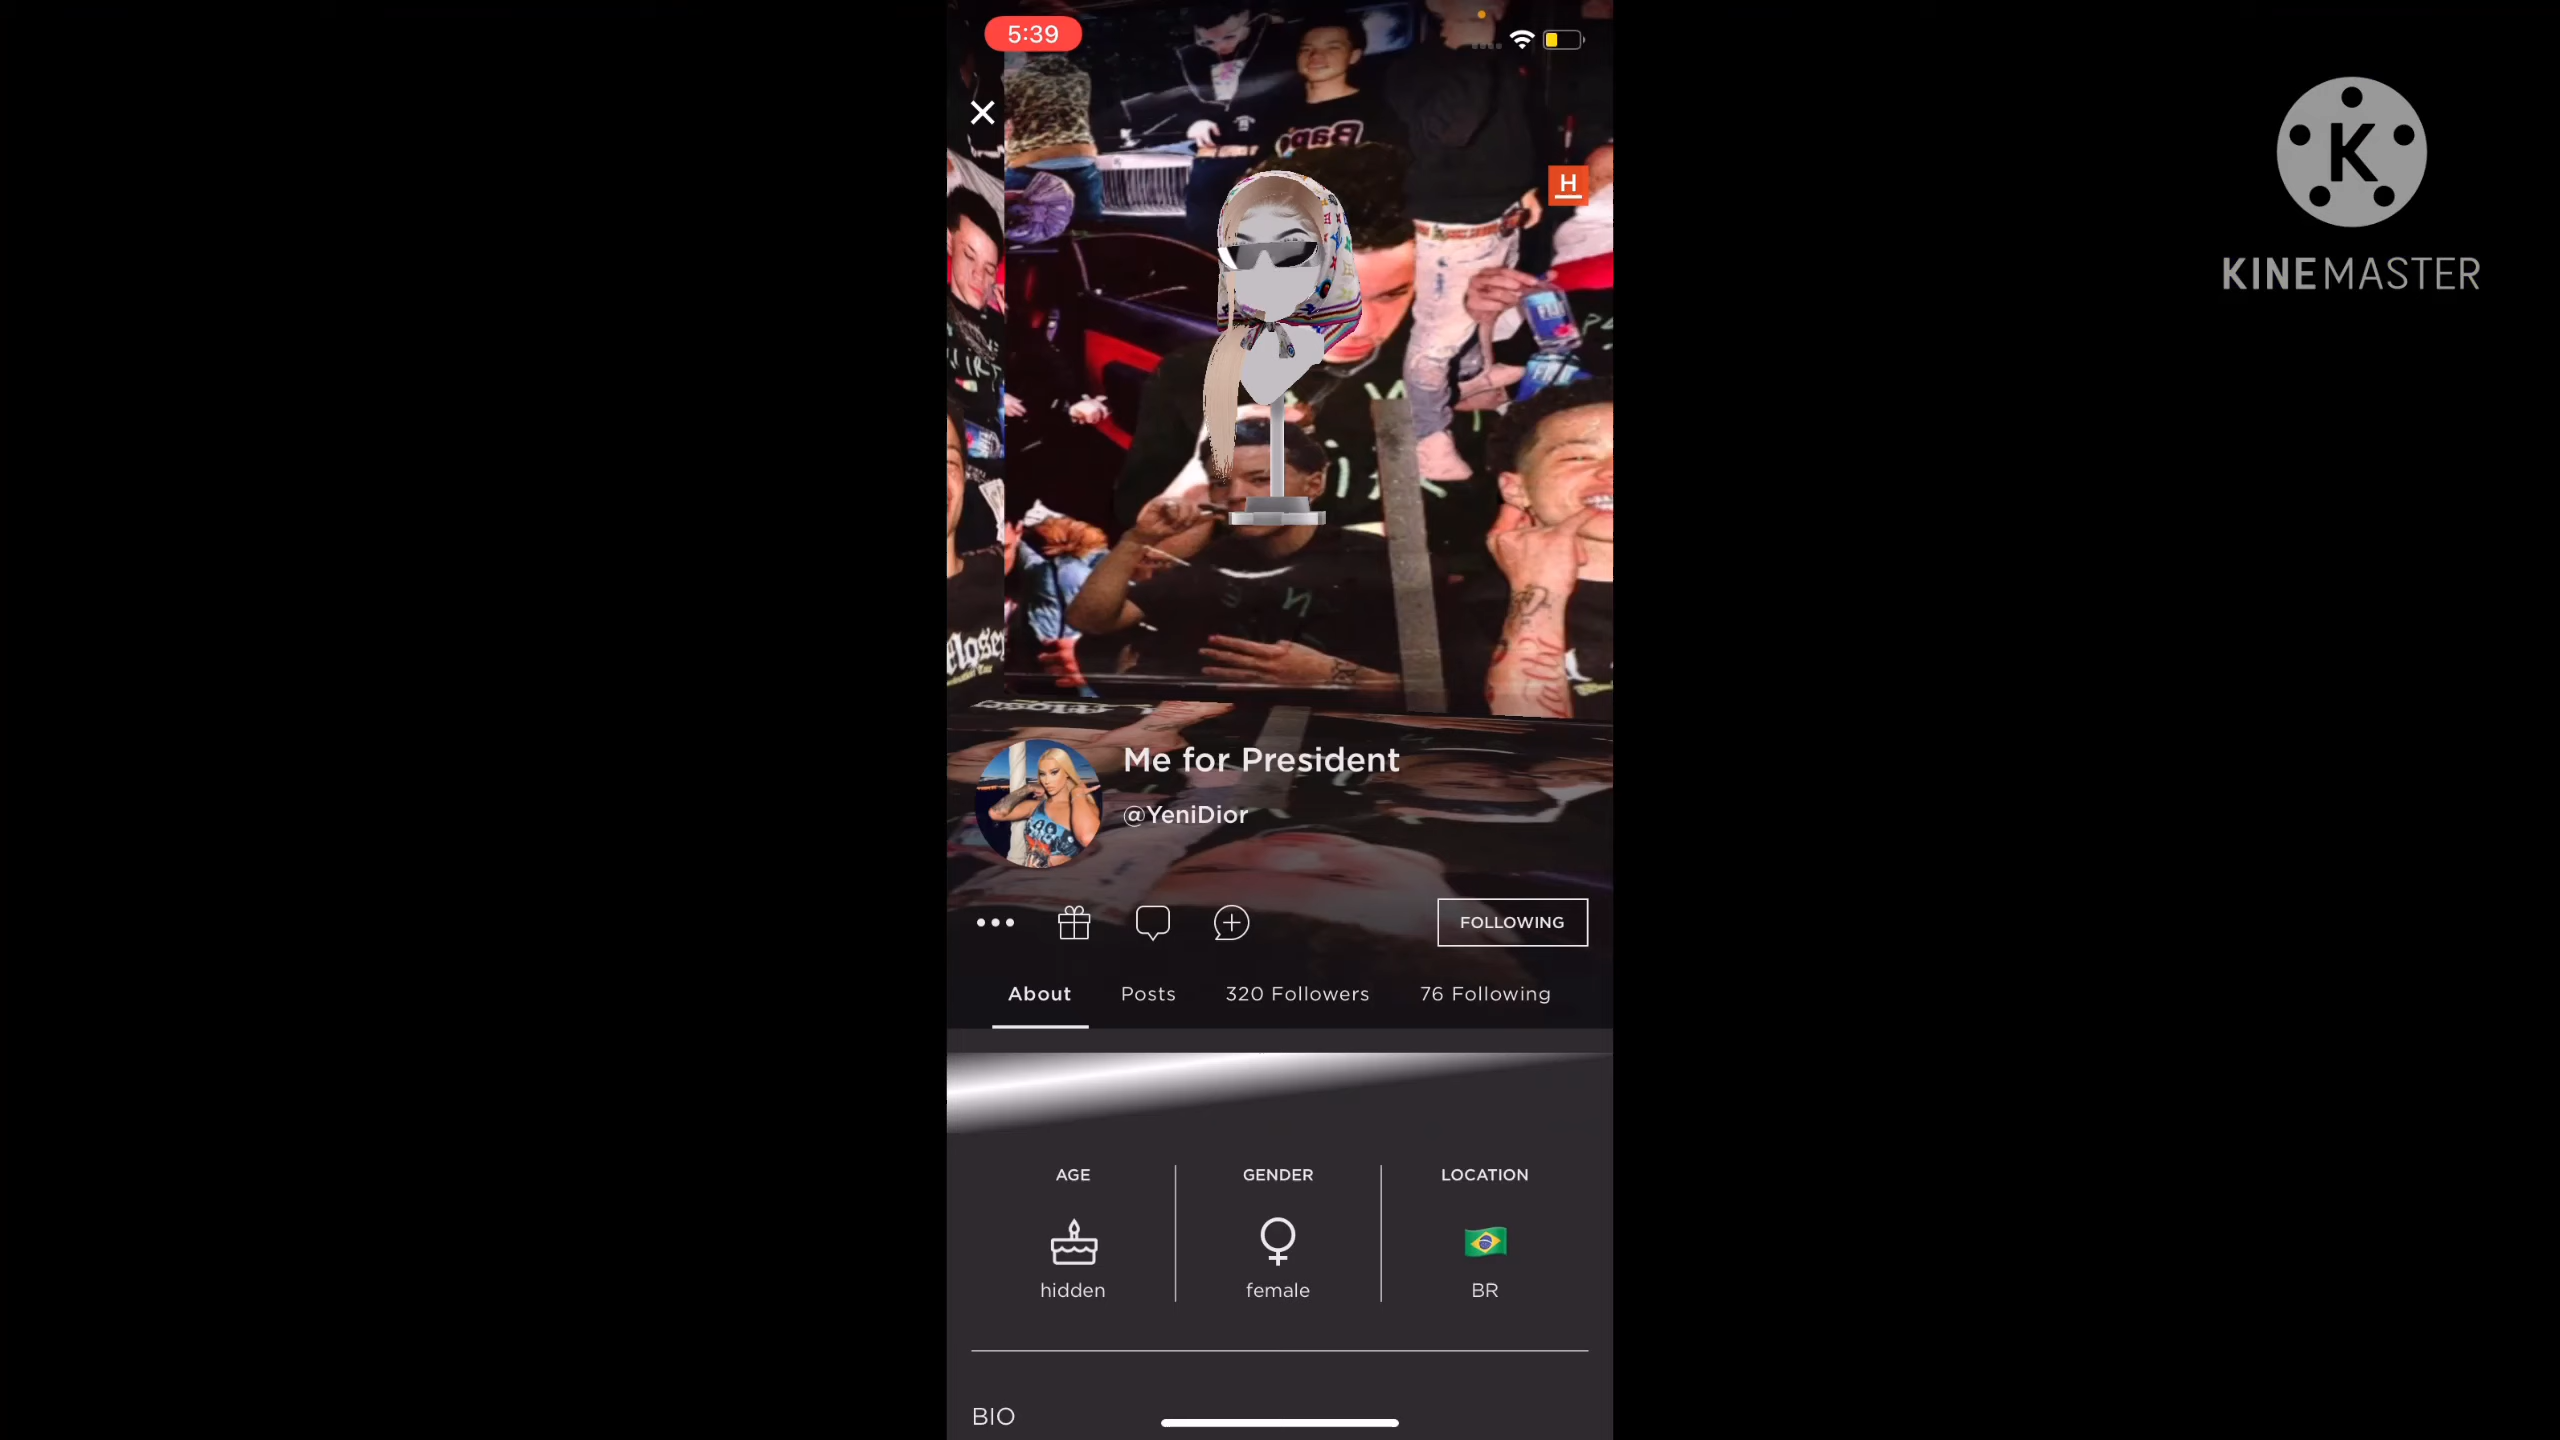 5:39
H
K
KINEMASTER
Me for President
@YeniDior
FOLLOWING
About
Posts
320 Followers
76 Following
AGE
GENDER
LOCATION
hidden
female
BR
BIO